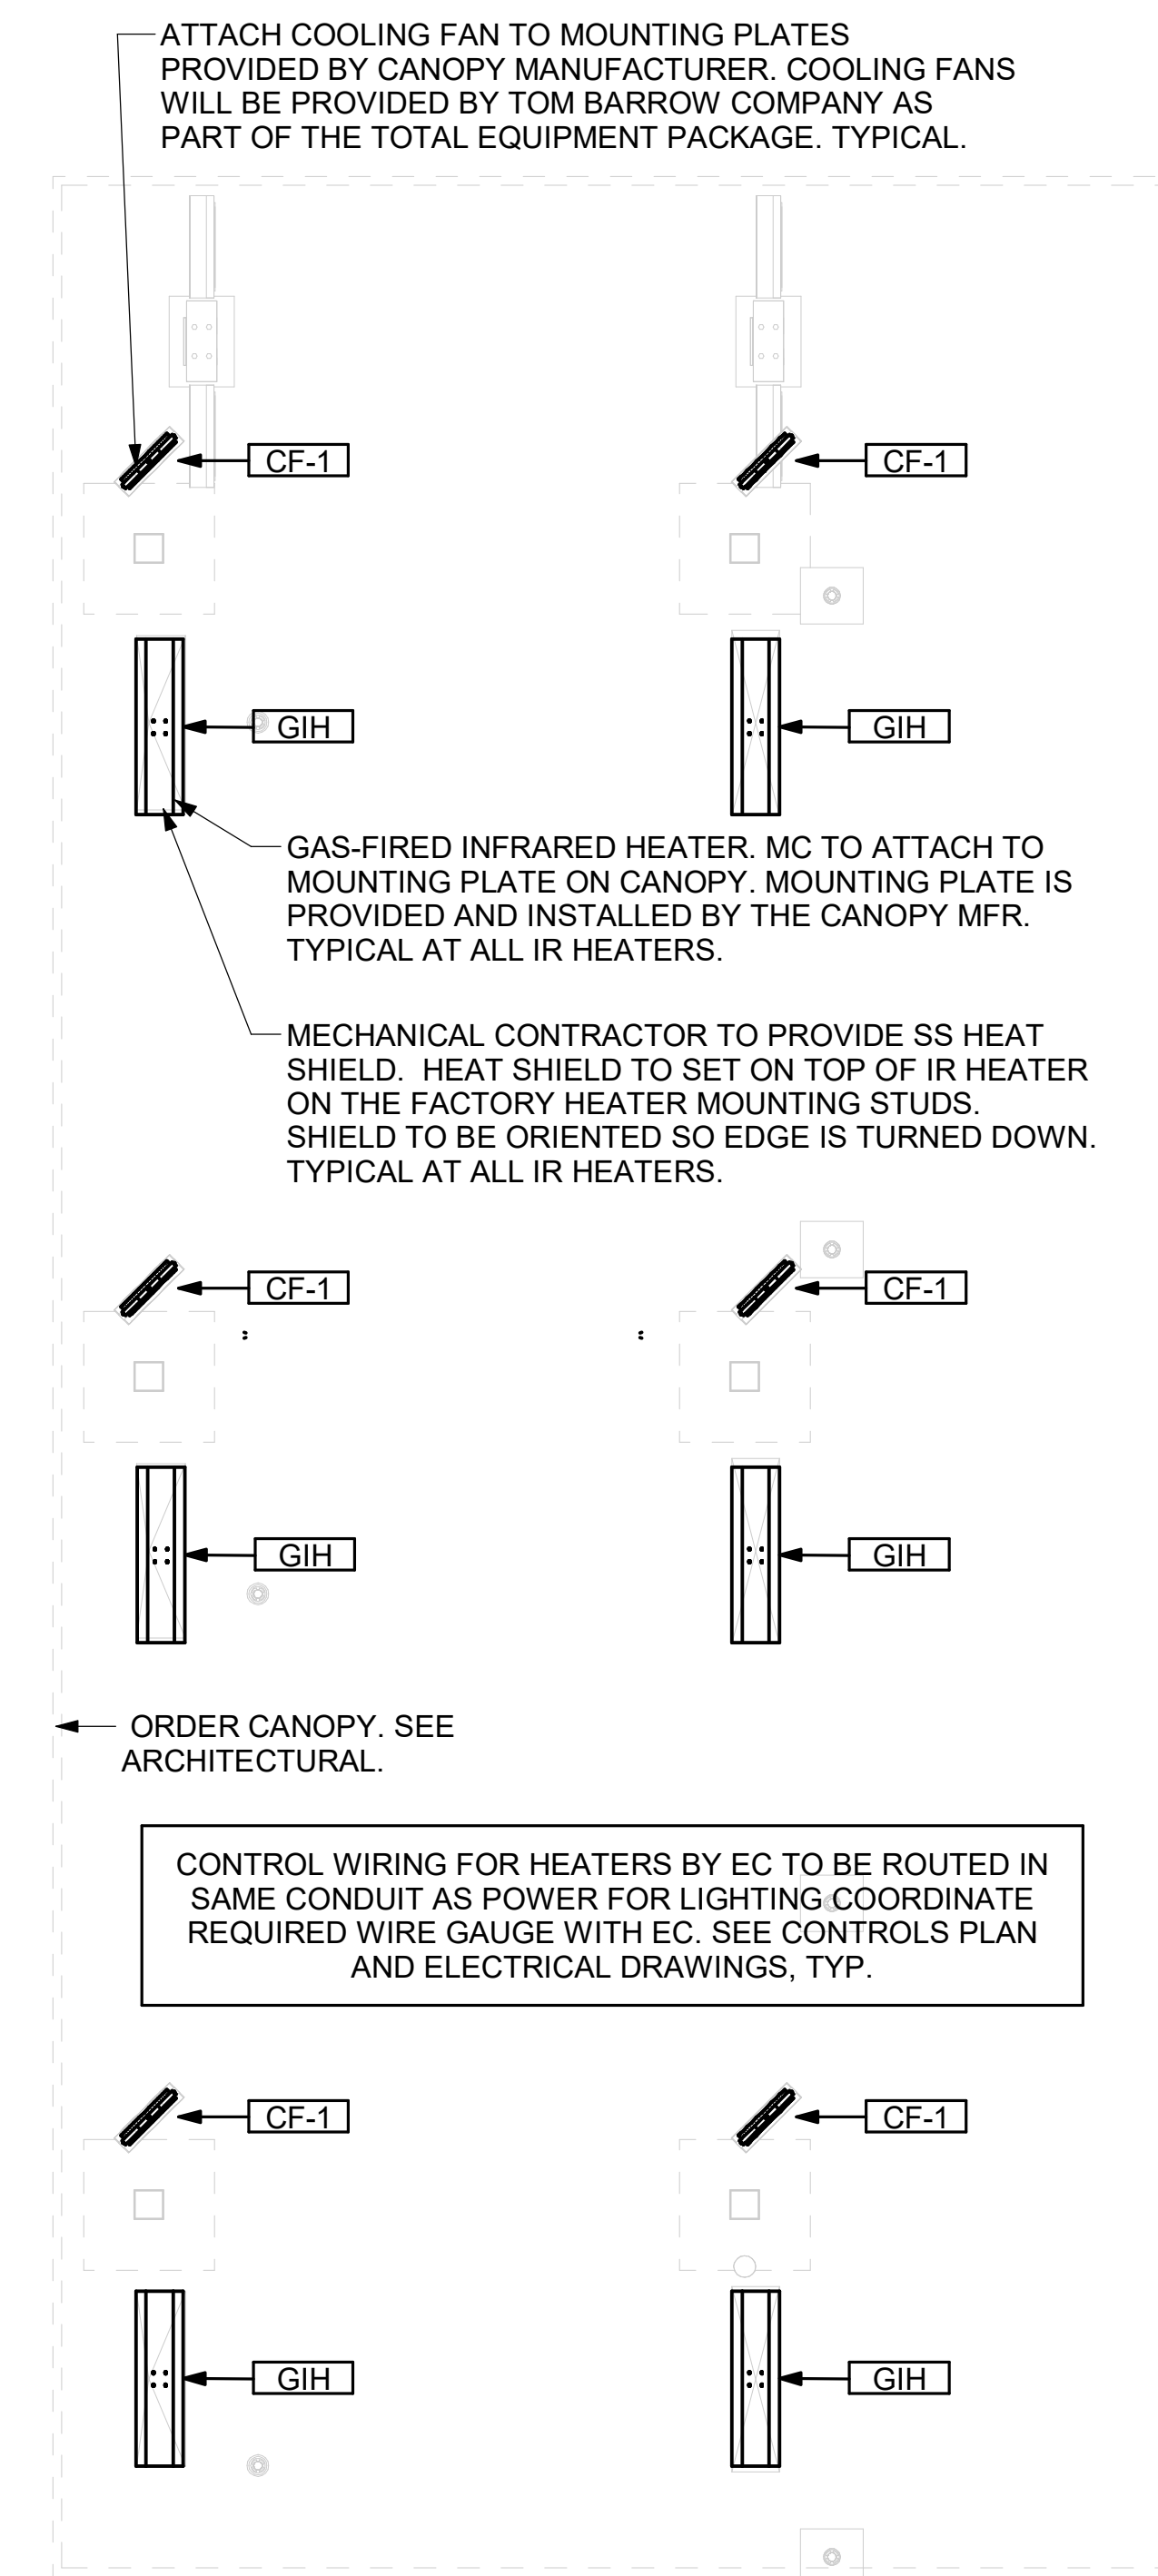 ATTACH COOLING FAN TO MOUNTING PLATES
PROVIDED BY CANOPY MANUFACTURER. COOLING FANS
WILL BE PROVIDED BY TOM BARROW COMPANY AS
PART OF THE TOTAL EQUIPMENT PACKAGE. TYPICAL.
CF-1
CF-1
GIH
GIH
GAS-FIRED INFRARED HEATER. MC TO ATTACH TO
MOUNTING PLATE ON CANOPY. MOUNTING PLATE IS
PROVIDED AND INSTALLED BY THE CANOPY MFR.
TYPICAL AT ALL IR HEATERS.
MECHANICAL CONTRACTOR TO PROVIDE SS HEAT
SHIELD. HEAT SHIELD TO SET ON TOP OF IR HEATER
ON THE FACTORY HEATER MOUNTING STUDS.
SHIELD TO BE ORIENTED SO EDGE IS TURNED DOWN.
TYPICAL AT ALL IR HEATERS.
CF-1
CF-1
GIH
GIH
ORDER CANOPY. SEE
ARCHITECTURAL.
CONTROL WIRING FOR HEATERS BY EC TO BE ROUTED IN
SAME CONDUIT AS POWER FOR LIGHTING COORDINATE
REQUIRED WIRE GAUGE WITH EC. SEE CONTROLS PLAN
AND ELECTRICAL DRAWINGS, TYP.
CF-1
CF-1
GIH
GIH